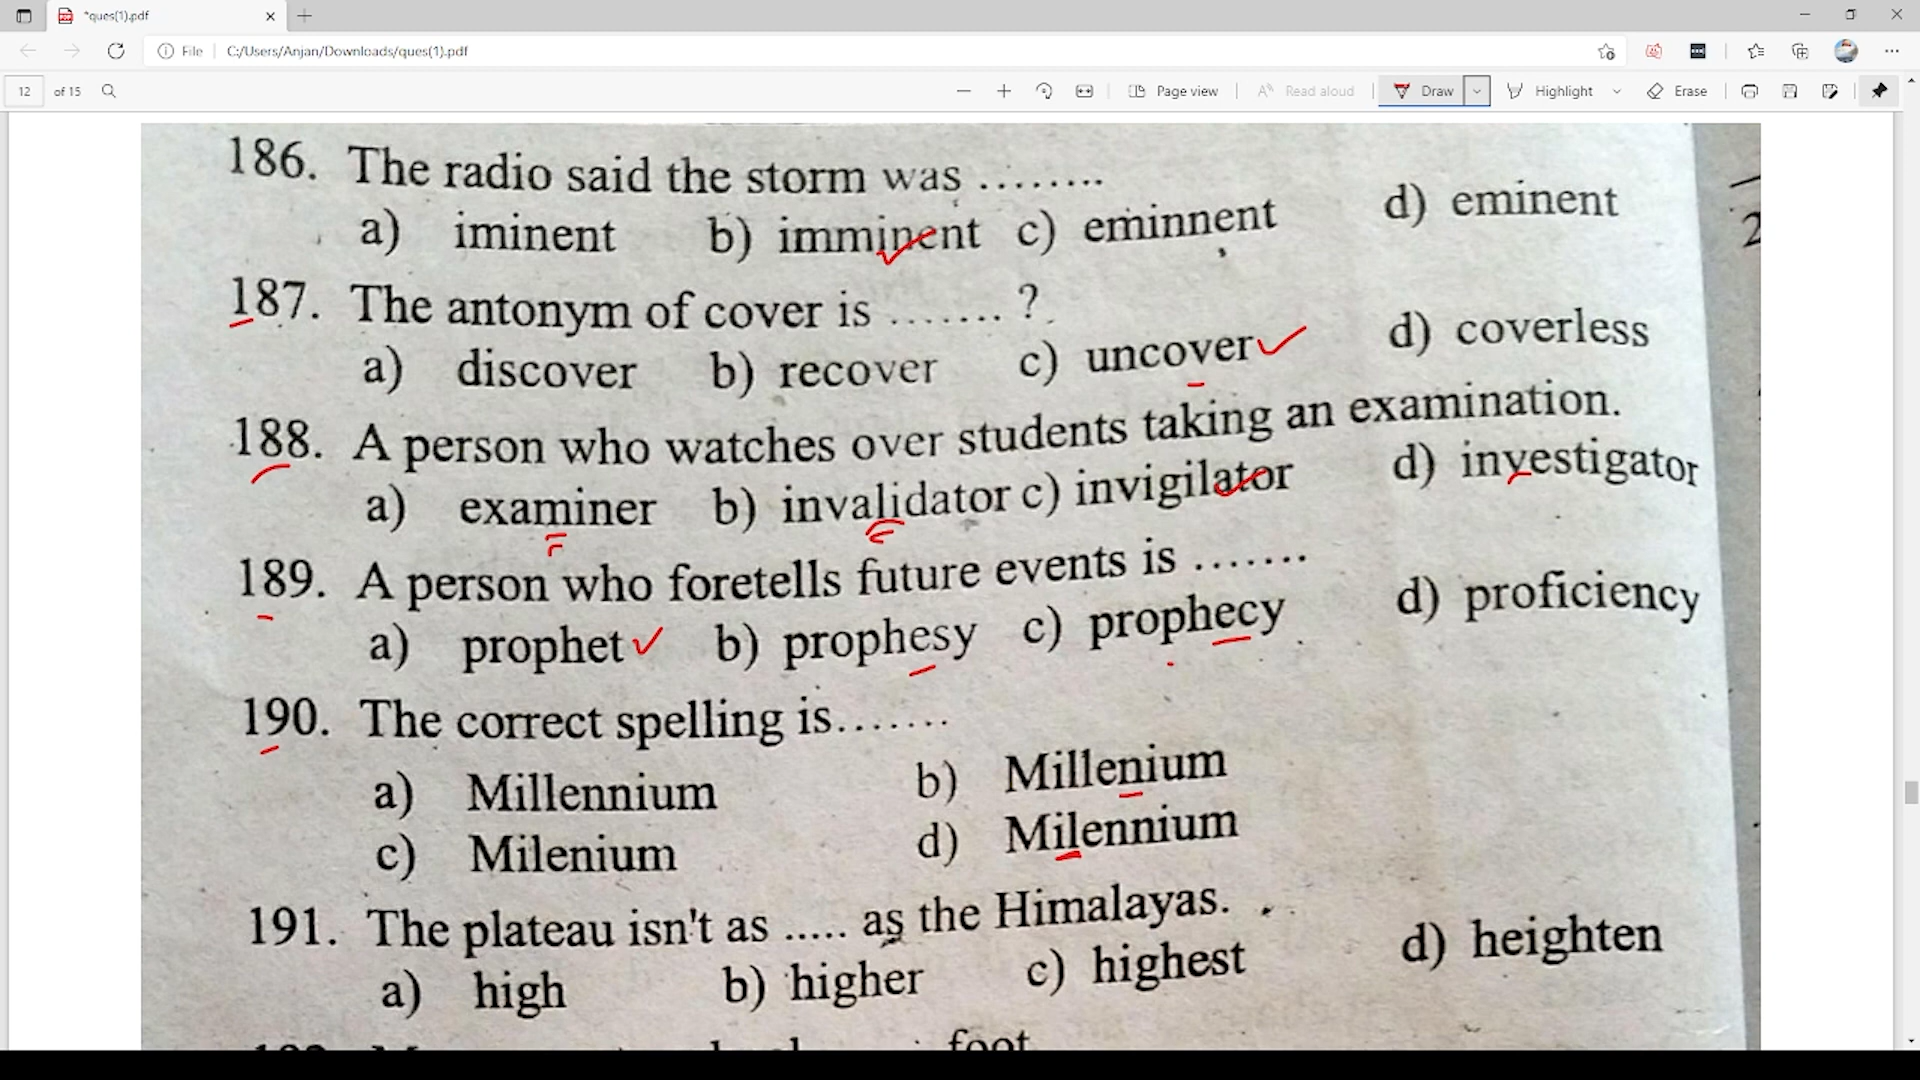 *ques(1).pdf
File C:/Users/Anjan/Downloads/ques(1).pdf
12 of 15 Page view Read aloud Draw Highlight Erase
186. The radio said the storm was ........
a) iminent b) imminent c) eminnent d) eminent
187. The antonym of cover is ....... ?
a) discover b) recover c) uncover d) coverless
188. A person who watches over students taking an examination.
a) examiner b) invalidator c) invigilator d) investigator
189. A person who foretells future events is .......
a) prophet b) prophesy c) prophecy d) proficiency
190. The correct spelling is.......
a) Millennium b) Millenium
c) Milenium d) Milennium
191. The plateau isn't as ..... as the Himalayas.
a) high b) higher c) highest d) heighten
foot